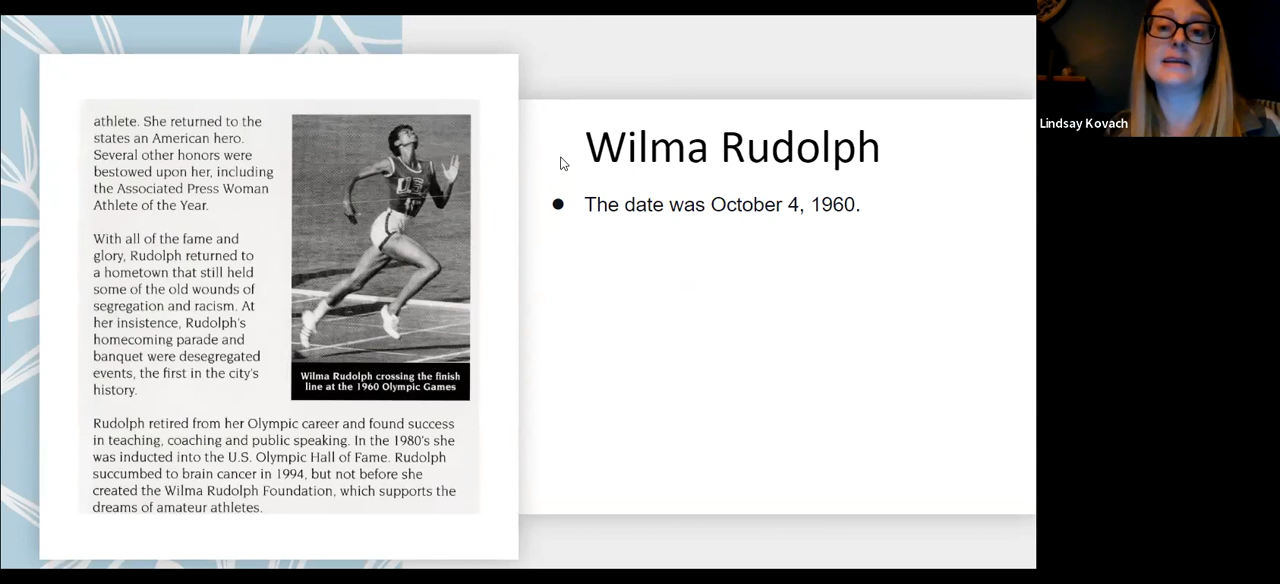 athlete. She returned to the
states an American hero.
Several other honors were
bestowed upon her, including
the Associated Press Woman
Athlete of the Year.
With all of the fame and
glory, Rudolph returned to
a hometown that still held
some of the old wounds of
segregation and racism. At
her insistence, Rudolph's
homecoming parade and
banquet were desegregated
events, the first in the city's
history.
Wilma Rudolph crossing the finish
line at the 1960 Olympic Games
Rudolph retired from her Olympic career and found success
in teaching, coaching and public speaking. In the 1980's she
was inducted into the U.S. Olympic Hall of Fame. Rudolph
succumbed to brain cancer in 1994, but not before she
created the Wilma Rudolph Foundation, which supports the
dreams of amateur athletes.
Wilma Rudolph
● The date was October 4, 1960.
Lindsay Kovach